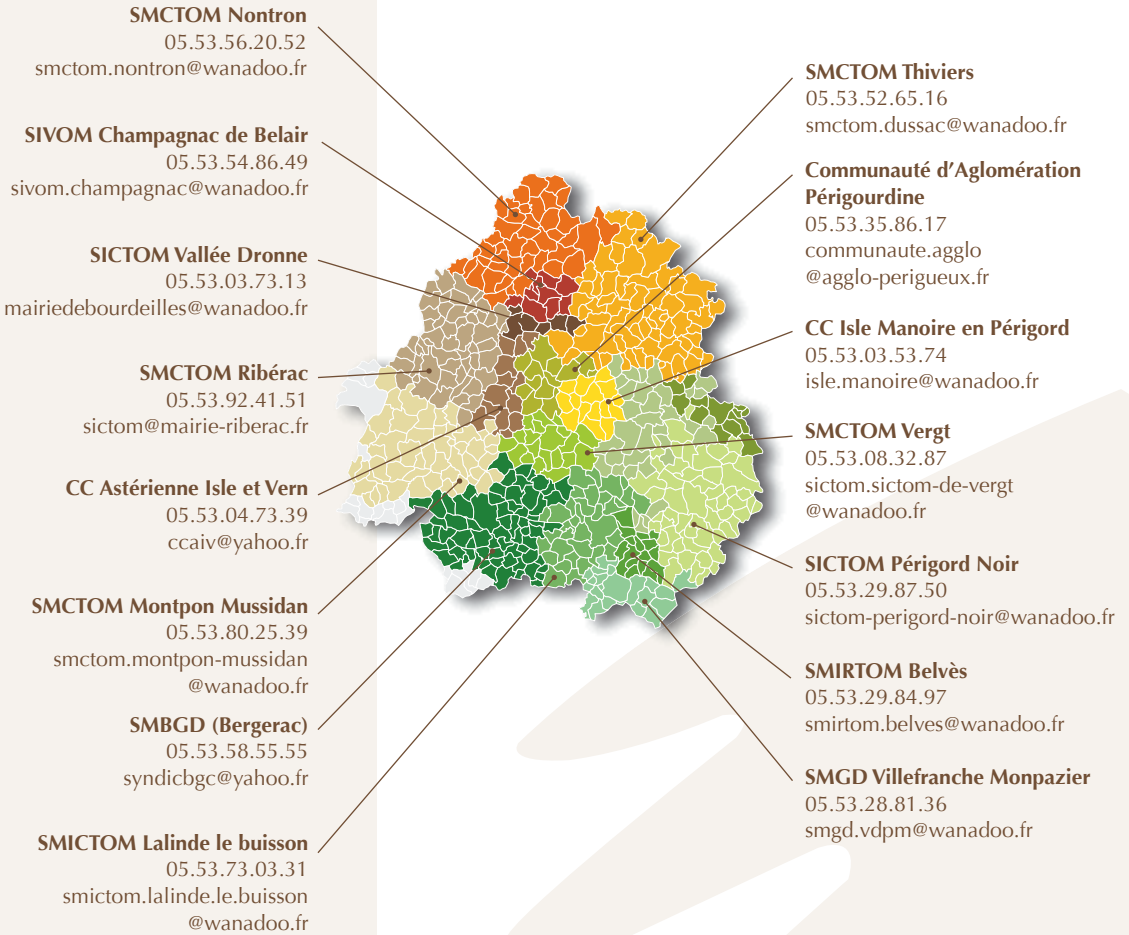 SMCTOM Nontron
05.53.56.20.52
smctom.nontron@wanadoo.fr
SIVOM Champagnac de Belair
05.53.54.86.49
sivom.champagnac@wanadoo.fr
SICTOM Vallée Dronne
05.53.03.73.13
mairiedebourdeilles@wanadoo.fr
SMCTOM Ribérac
05.53.92.41.51
sictom@mairie-riberac.fr
CC Astérienne Isle et Vern
05.53.04.73.39
ccaiv@yahoo.fr
SMCTOM Montpon Mussidan
05.53.80.25.39
smctom.montpon-mussidan
@wanadoo.fr
SMBGD (Bergerac)
05.53.58.55.55
syndicbgc@yahoo.fr
SMICTOM Lalinde le buisson
05.53.73.03.31
smictom.lalinde.le.buisson
@wanadoo.fr
SMCTOM Thiviers
05.53.52.65.16
smctom.dussac@wanadoo.fr
Communauté d'Aglomération
Périgourdine
05.53.35.86.17
communaute.agglo
@agglo-perigueux.fr
CC Isle Manoire en Périgord
05.53.03.53.74
isle.manoire@wanadoo.fr
SMCTOM Vergt
05.53.08.32.87
sictom.sictom-de-vergt
@wanadoo.fr
SICTOM Périgord Noir
05.53.29.87.50
sictom-perigord-noir@wanadoo.fr
SMIRTOM Belvès
05.53.29.84.97
smirtom.belves@wanadoo.fr
SMGD Villefranche Monpazier
05.53.28.81.36
smgd.vdpm@wanadoo.fr